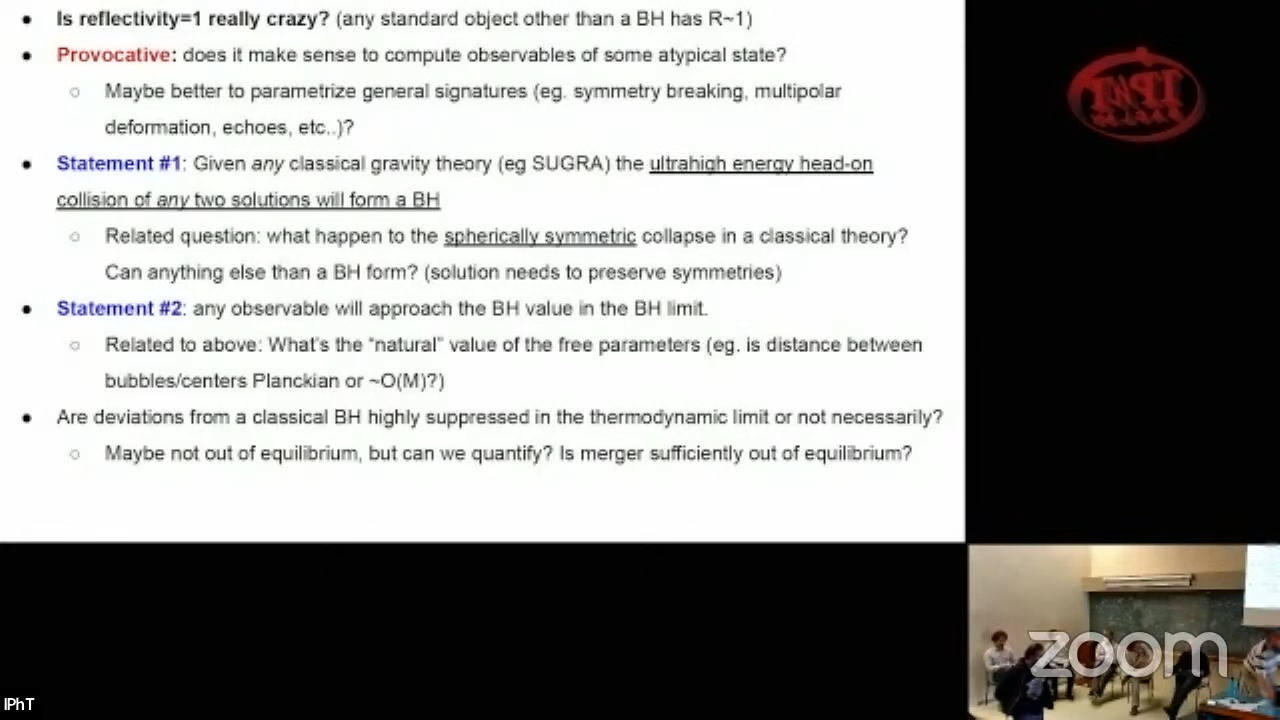 • Is reflectivity=1 really crazy? (any standard object other than a BH has R~1)
• Provocative: does it make sense to compute observables of some atypical state?
○ Maybe better to parametrize general signatures (eg. symmetry breaking, multipolar
deformation, echoes, etc..)?
• Statement #1: Given any classical gravity theory (eg SUGRA) the ultrahigh energy head-on
collision of any two solutions will form a BH
○ Related question: what happen to the spherically symmetric collapse in a classical theory?
Can anything else than a BH form? (solution needs to preserve symmetries)
• Statement #2: any observable will approach the BH value in the BH limit.
○ Related to above: What's the “natural” value of the free parameters (eg. is distance between
bubbles/centers Planckian or ~O(M)?)
• Are deviations from a classical BH highly suppressed in the thermodynamic limit or not necessarily?
○ Maybe not out of equilibrium, but can we quantify? Is merger sufficiently out of equilibrium?
IPhT
zoom
IPhT